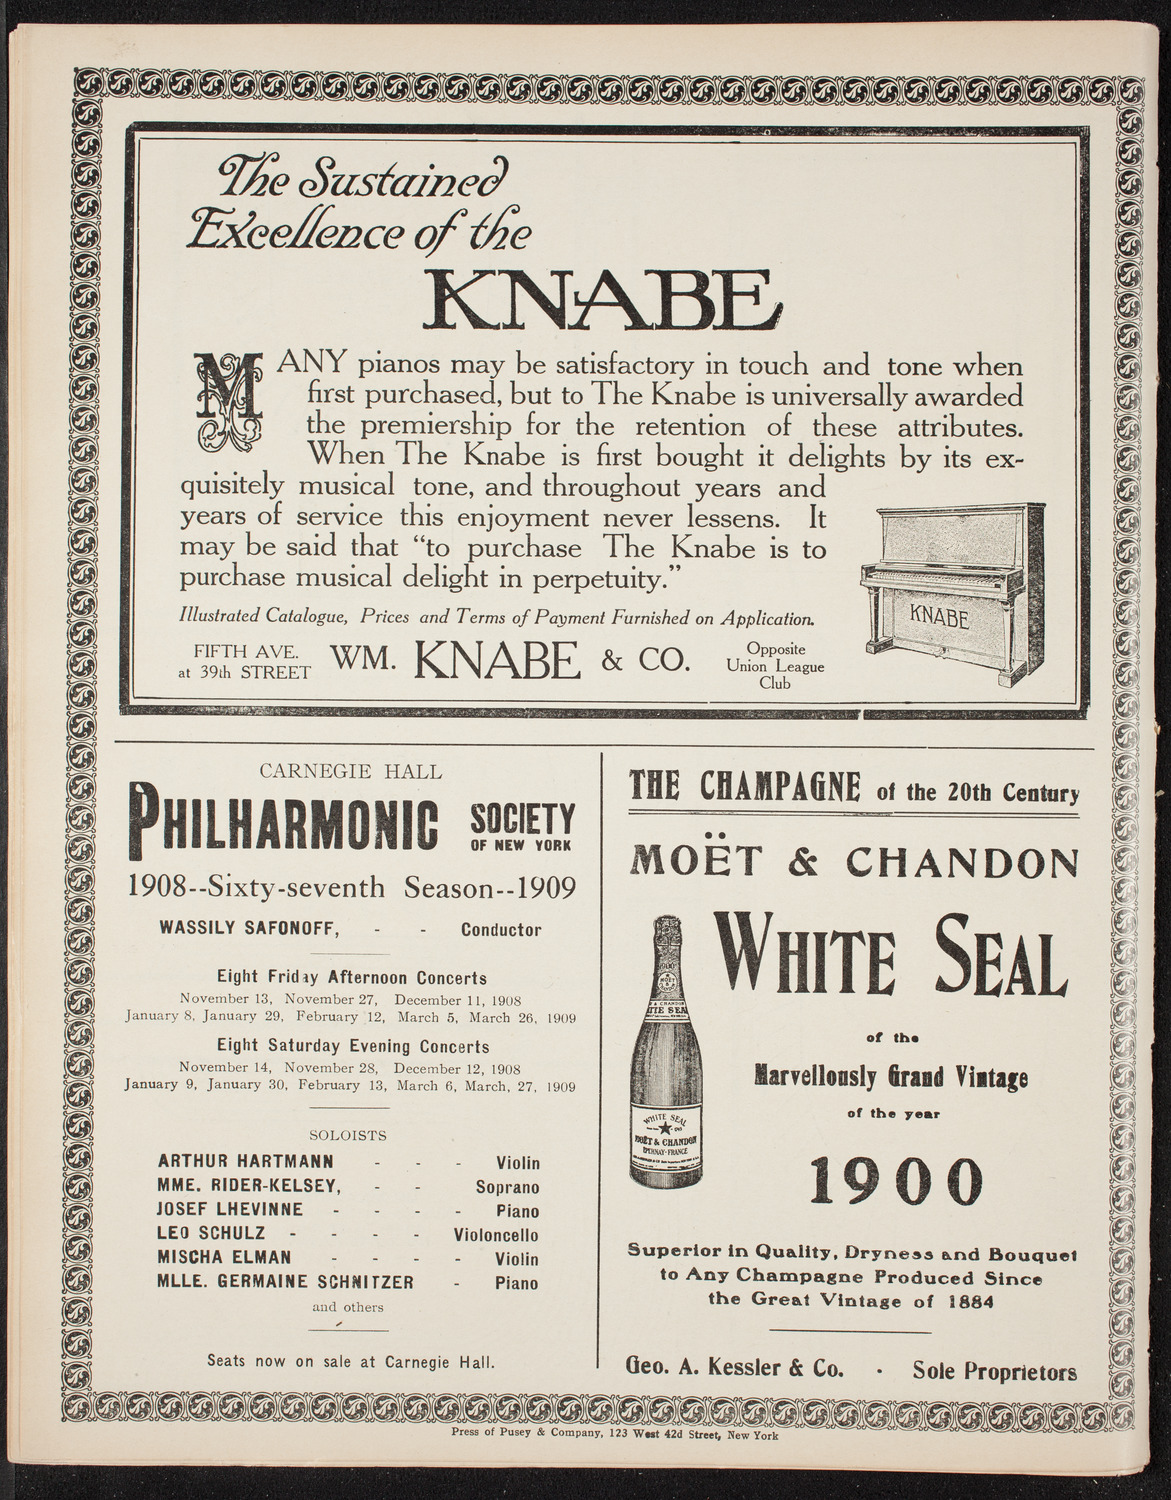 The Sustained
Excellence of the
KNABE
MANY pianos may be satisfactory in touch and tone when
first purchased, but to The Knabe is universally awarded
the premiership for the retention of these attributes.
When The Knabe is first bought it delights by its ex-
quisitely musical tone, and throughout years and
years of service this enjoyment never lessens. It
may be said that “to purchase The Knabe is to
purchase musical delight in perpetuity.”
KNABE
Illustrated Catalogue, Prices and Terms of Payment Furnished on Application.
FIFTH AVE.
at 39th STREET
WM. KNABE & CO.
Opposite
Union League
Club
CARNEGIE HALL
PHILHARMONIC SOCIETY
OF NEW YORK
1908--Sixty-seventh Season--1909
WASSILY SAFONOFF, - - Conductor
Eight Friday Afternoon Concerts
November 13, November 27, December 11, 1908
January 8, January 29, February 12, March 5, March 26, 1909
Eight Saturday Evening Concerts
November 14, November 28, December 12, 1908
January 9, January 30, February 13, March 6, March, 27, 1909
SOLOISTS
ARTHUR HARTMANN - - - Violin
MME. RIDER-KELSEY, - - Soprano
JOSEF LHEVINNE - - - - Piano
LEO SCHULZ - - - - Violoncello
MISCHA ELMAN - - - - Violin
MLLE. GERMAINE SCHNITZER - Piano
and others
Seats now on sale at Carnegie Hall.
THE CHAMPAGNE of the 20th Century
MOËT & CHANDON
WHITE SEAL
of the
Marvellously Grand Vintage
of the year
1900
WHITE SEAL
MOËT & CHANDON
EPERNAY-FRANCE
Superior in Quality, Dryness and Bouquet
to Any Champagne Produced Since
the Great Vintage of 1884
Geo. A. Kessler & Co. - Sole Proprietors
Press of Pusey & Company, 123 West 42d Street, New York